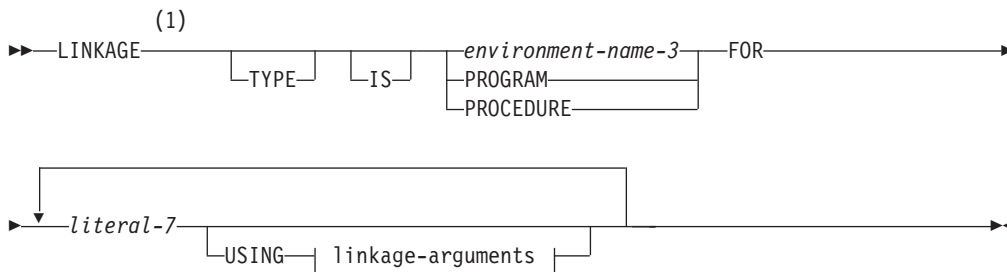 (1)
LINKAGE TYPE IS environment-name-3 FOR
PROGRAM
PROCEDURE
literal-7
USING linkage-arguments